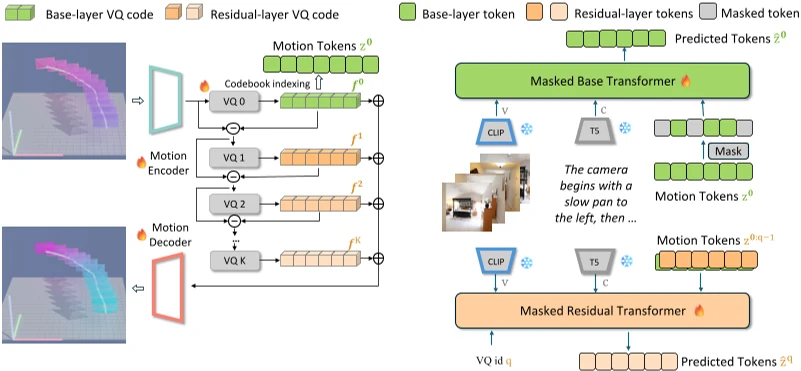 Base-layer VQ code
Residual-layer VQ code
Motion Tokens z⁰
Codebook indexing
VQ 0
f⁰
VQ 1
f¹
Motion
Encoder
VQ 2
f²
Motion
Decoder
...
VQ K
fᴷ
Base-layer token
Residual-layer tokens
Masked token
Predicted Tokens ẑ⁰
Masked Base Transformer
V
C
CLIP
T5
Mask
The camera
begins with a
slow pan to
the left, then ...
Motion Tokens z⁰
Motion Tokens z⁰:q−1
CLIP
T5
V
C
Masked Residual Transformer
VQ id q
Predicted Tokens ẑq